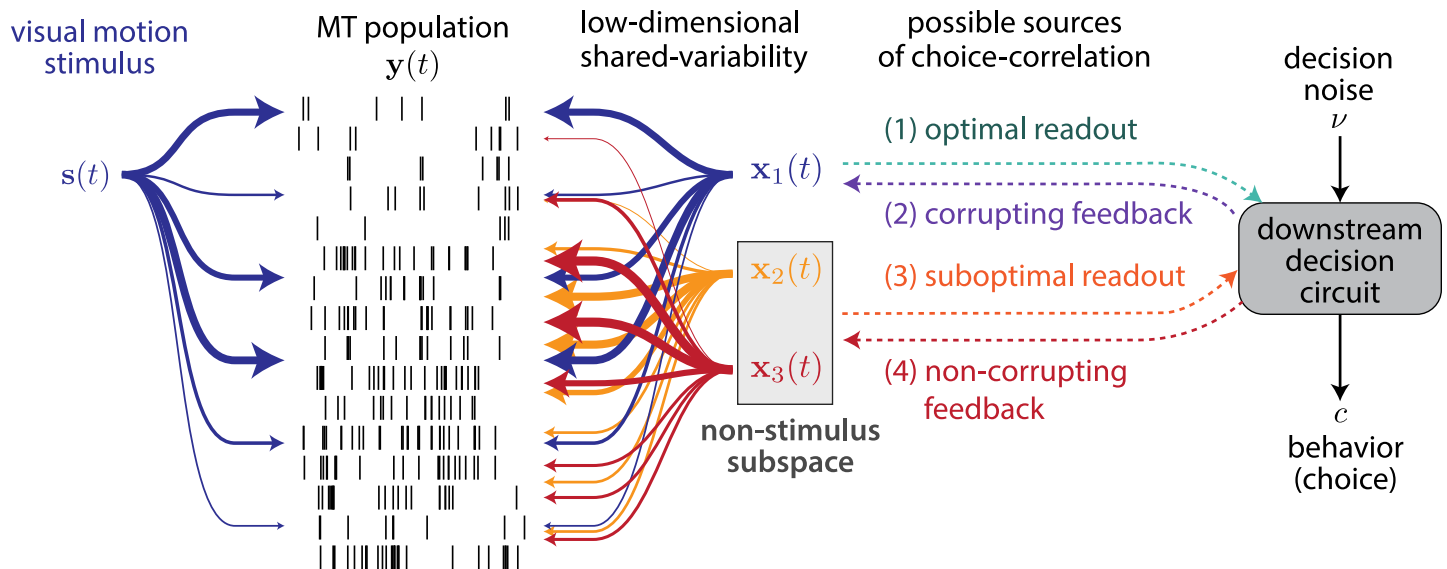 visual motion
stimulus
MT population
y(t)
low-dimensional
shared-variability
possible sources
of choice-correlation
decision
noise
ν
s(t)
x₁(t)
x₂(t)
x₃(t)
non-stimulus
subspace
(1) optimal readout
(2) corrupting feedback
(3) suboptimal readout
(4) non-corrupting
feedback
downstream
decision
circuit
c
behavior
(choice)